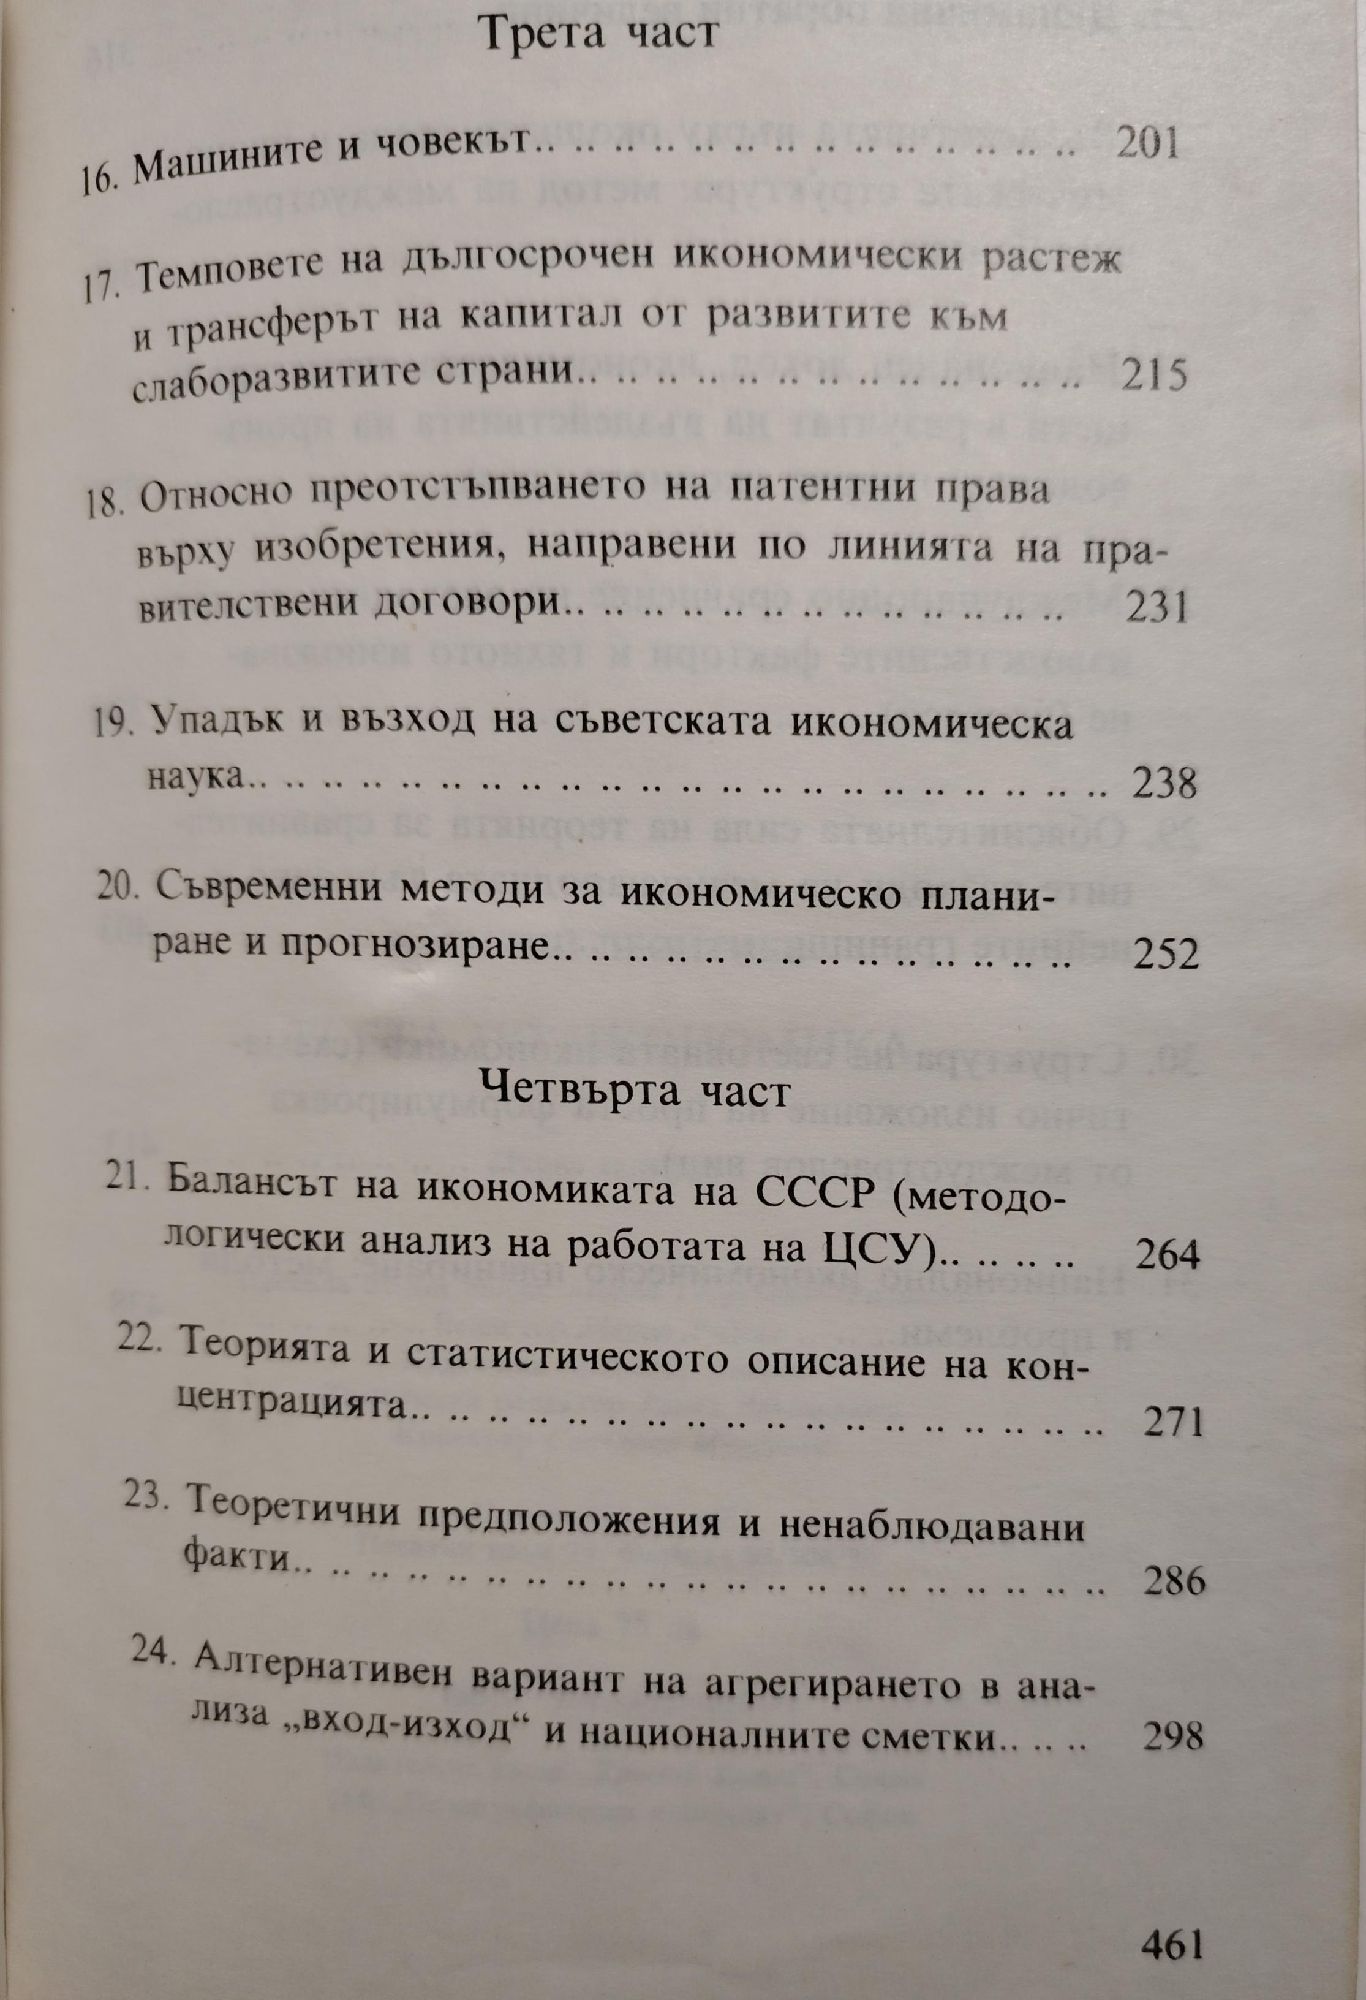 Трета част
16. Машините и човекът.. .. .. .. .. .. .. .. .. .. .. .. .. .. 201
17. Темповете на дългосрочен икономически растеж
и трансферът на капитал от развитите към
слаборазвитите страни.. .. .. .. .. .. .. .. .. .. .. .. .. 215
18. Относно преотстъпването на патентни права
върху изобретения, направени по линията на пра-
вителствени договори.. .. .. .. .. .. .. .. .. .. .. .. .. 231
19. Упадък и възход на съветската икономическа
наука.. .. .. .. .. .. .. .. .. .. .. .. .. .. .. .. .. .. .. .. .. .. 238
20. Съвременни методи за икономическо плани-
ране и прогнозиране.. .. .. .. .. .. .. .. .. .. .. .. .. .. 252
Четвърта част
21. Балансът на икономиката на СССР (методо-
логически анализ на работата на ЦСУ).. .. .. .. 264
22. Теорията и статистическото описание на кон-
центрацията.. .. .. .. .. .. .. .. .. .. .. .. .. .. .. .. .. .. 271
23. Теоретични предположения и ненаблюдавани
факти.. .. .. .. .. .. .. .. .. .. .. .. .. .. .. .. .. .. .. .. .. 286
24. Алтернативен вариант на агрегирането в ана-
лиза „вход-изход“ и националните сметки.. .. .. 298
461